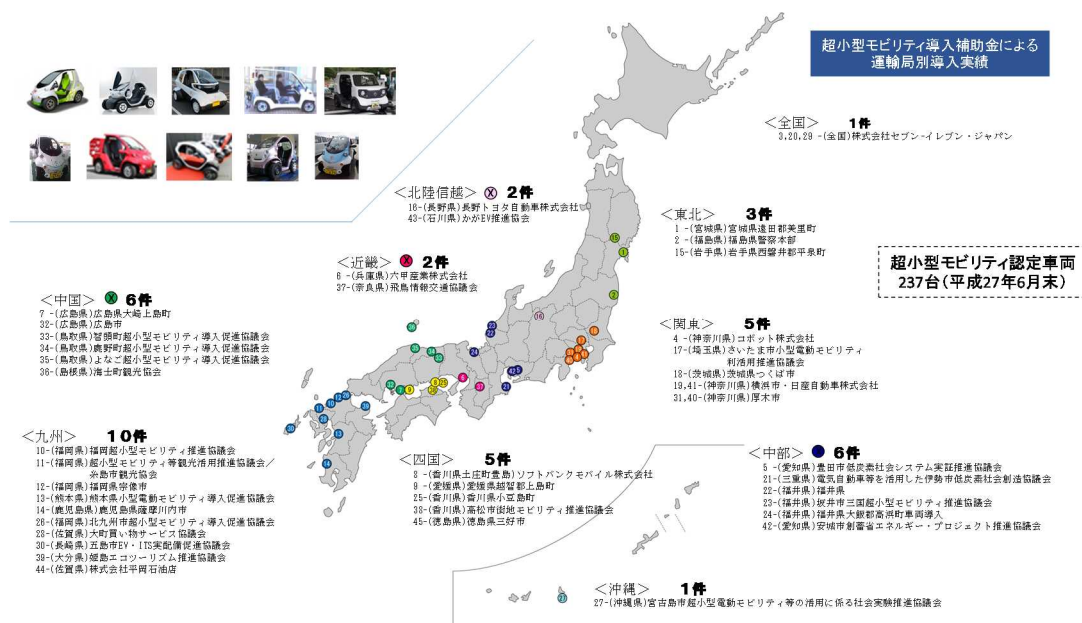 超小型モビリティ導入補助金による
運輸局別導入実績
＜全国＞ 1件
3,20,29 -(全国)株式会社セブン-イレブン・ジャパン
＜北陸信越＞ X 2件
16-(長野県)長野トヨタ自動車株式会社
43-(石川県)かがEV推進協会
＜東北＞ 3件
1 -(宮城県)宮城県遠田郡美里町
2 -(福島県)福島県警察本部
15-(岩手県)岩手県西磐井郡平泉町
＜近畿＞ X 2件
6 -(兵庫県)六甲産業株式会社
37-(奈良県)飛鳥情報交通協議会
超小型モビリティ認定車両
237台(平成27年6月末)
＜中国＞ X 6件
7 -(広島県)広島県大崎上島町
32-(広島県)広島市
33-(鳥取県)智頭町超小型モビリティ導入促進協議会
34-(鳥取県)鹿野町超小型モビリティ導入促進協議会
35-(鳥取県)よなご超小型モビリティ導入促進協議会
36-(島根県)海士町観光協会
＜関東＞ 5件
4 -(神奈川県)コボット株式会社
17-(埼玉県)さいたま市小型電動モビリティ
利活用推進協議会
18-(茨城県)茨城県つくば市
19,41-(神奈川県)横浜市・日産自動車株式会社
31,40-(神奈川県)厚木市
＜九州＞ 10件
10-(福岡県)福岡超小型モビリティ推進協議会
11-(福岡県)超小型モビリティ等観光活用推進協議会／
糸島市観光協会
12-(福岡県)福岡県宗像市
13-(熊本県)熊本県小型電動モビリティ導入促進協議会
14-(鹿児島県)鹿児島県薩摩川内市
26-(福岡県)北九州市超小型モビリティ導入促進協議会
28-(佐賀県)大町買い物サービス協議会
30-(長崎県)五島市EV・ITS実配備促進協議会
39-(大分県)姫島エコツーリズム推進協議会
44-(佐賀県)株式会社平岡石油店
＜四国＞ 5件
8 -(香川県土庄町豊島)ソフトバンクモバイル株式会社
9 -(愛媛県)愛媛県越智郡上島町
25-(香川県)香川県小豆島町
38-(香川県)高松市街地モビリティ推進協議会
45-(徳島県)徳島県三好市
＜中部＞ 6件
5 -(愛知県)豊田市低炭素社会システム実証推進協議会
21-(三重県)電気自動車等を活用した伊勢市低炭素社会創造協議会
22-(福井県)福井県
23-(福井県)坂井市三国超小型モビリティ推進協議会
24-(福井県)福井県大飯郡高浜町車両導入
42-(愛知県)安城市創蓄省エネルギー・プロジェクト推進協議会
＜沖縄＞ 1件
27-(沖縄県)宮古島市超小型電動モビリティ等の活用に係る社会実験推進協議会